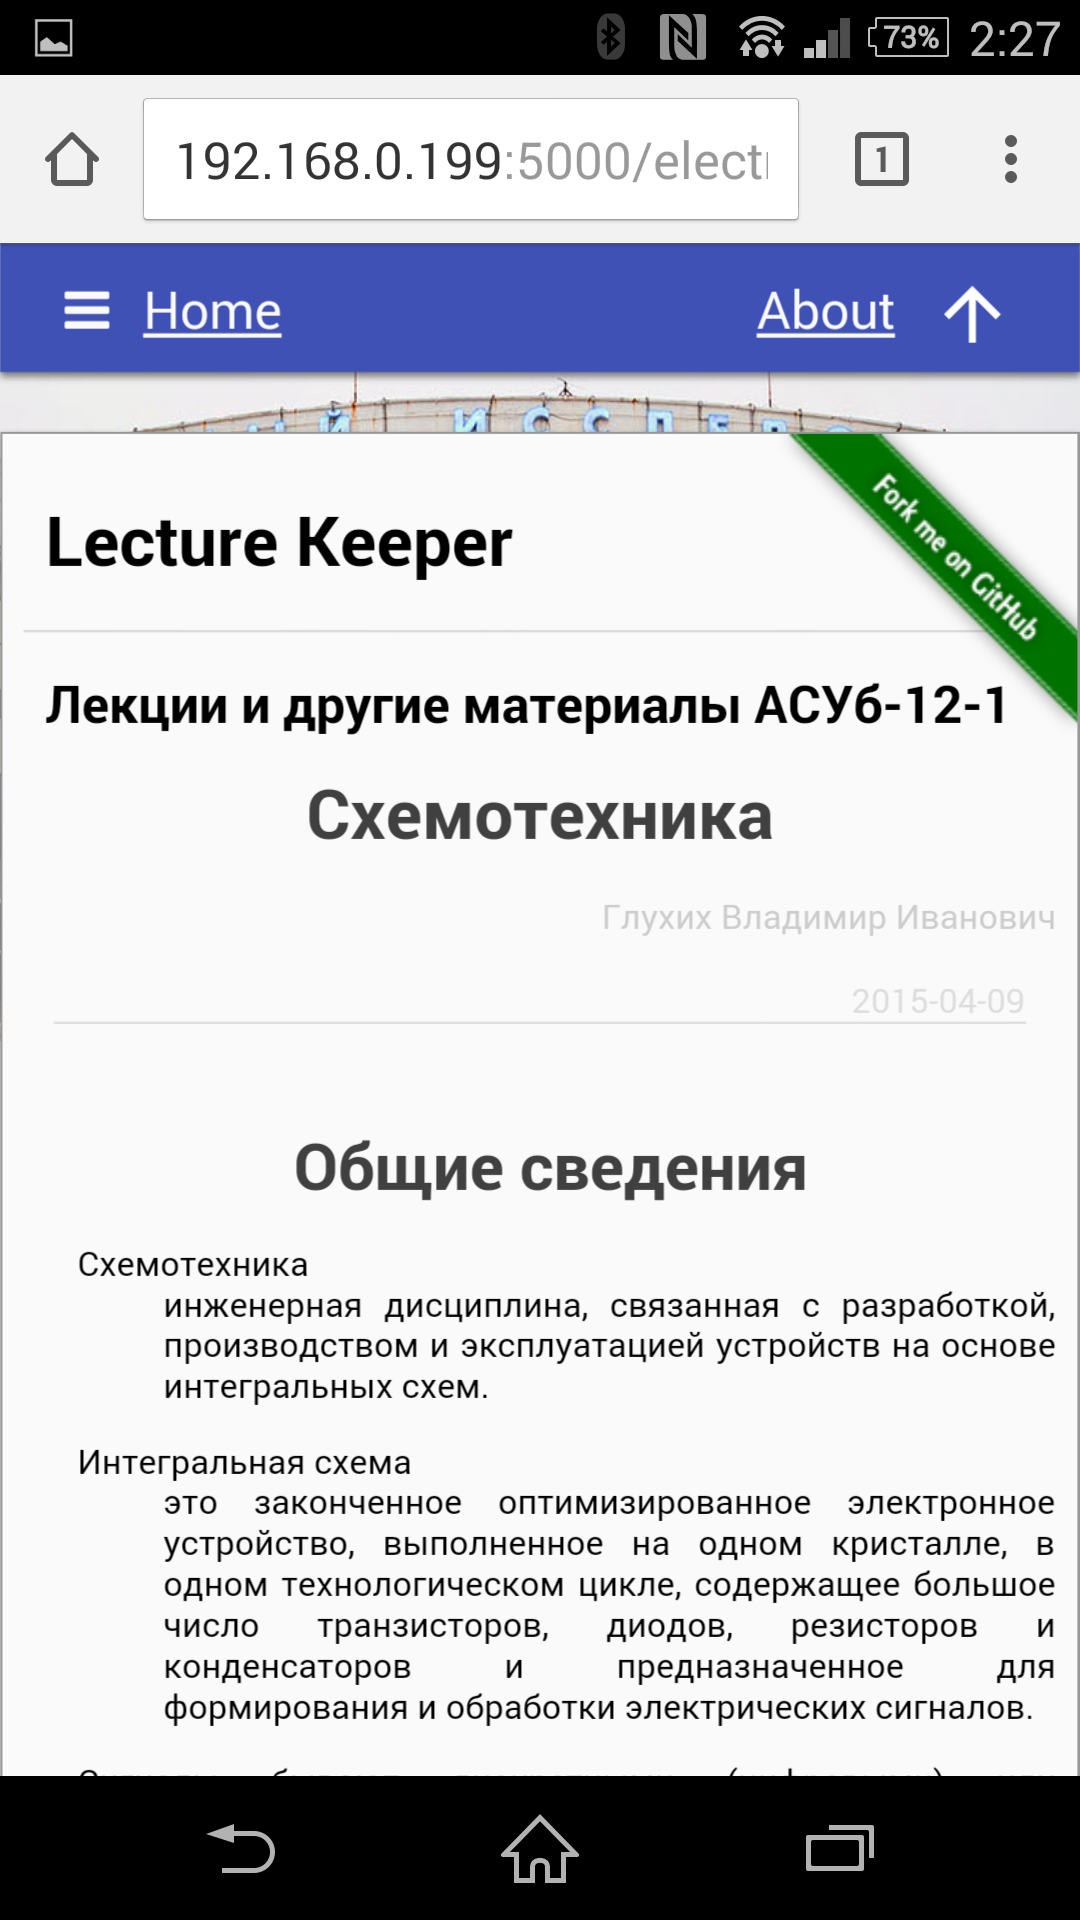 73% 2:27
192.168.0.199:5000/elect
1
Home About
Fork me on GitHub
Lecture Keeper
Лекции и другие материалы АСУб-12-1
Схемотехника
Глухих Владимир Иванович
2015-04-09
Общие сведения
Схемотехника
инженерная дисциплина, связанная с разработкой,
производством и эксплуатацией устройств на основе
интегральных схем.
Интегральная схема
это законченное оптимизированное электронное
устройство, выполненное на одном кристалле, в
одном технологическом цикле, содержащее большое
число транзисторов, диодов, резисторов и
конденсаторов и предназначенное для
формирования и обработки электрических сигналов.